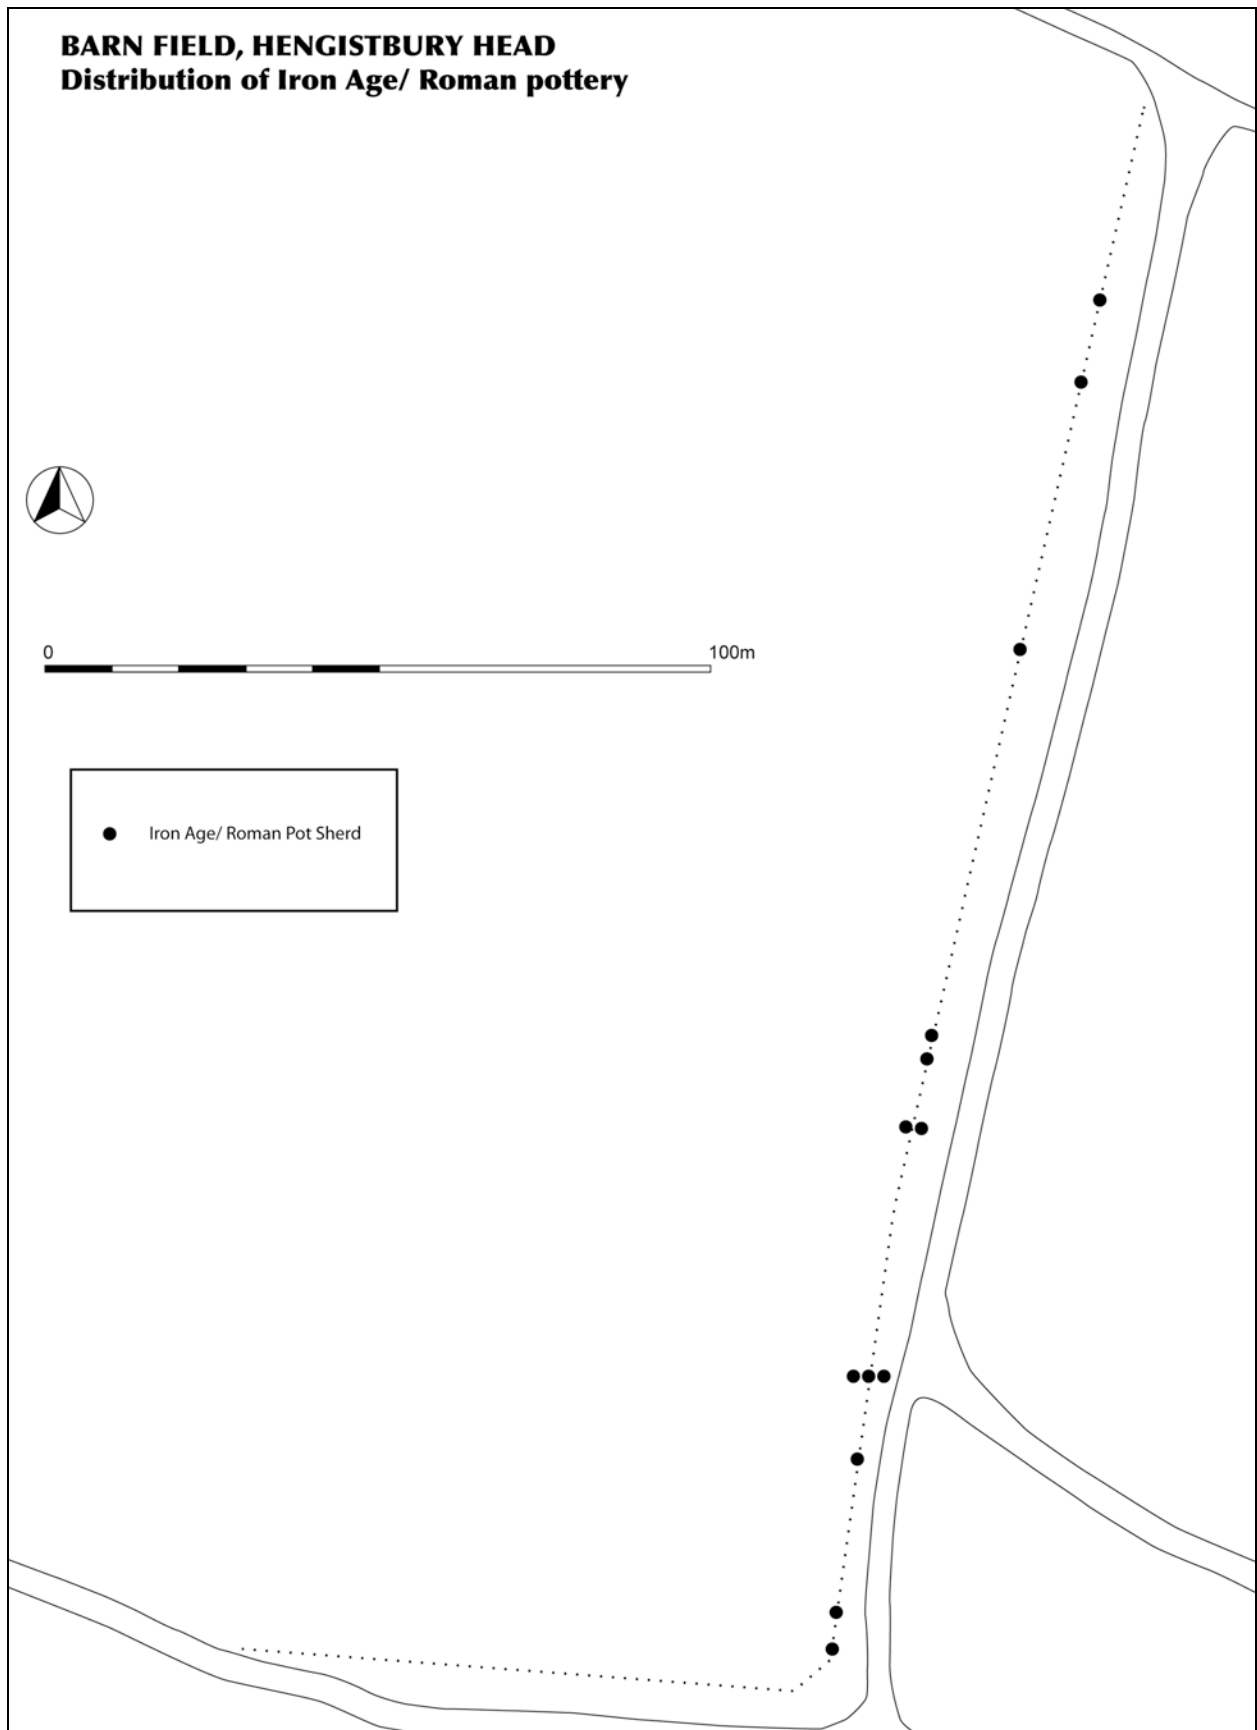 BARN FIELD, HENGISTBURY HEAD
Distribution of Iron Age/ Roman pottery
0 100m
Iron Age/ Roman Pot Sherd